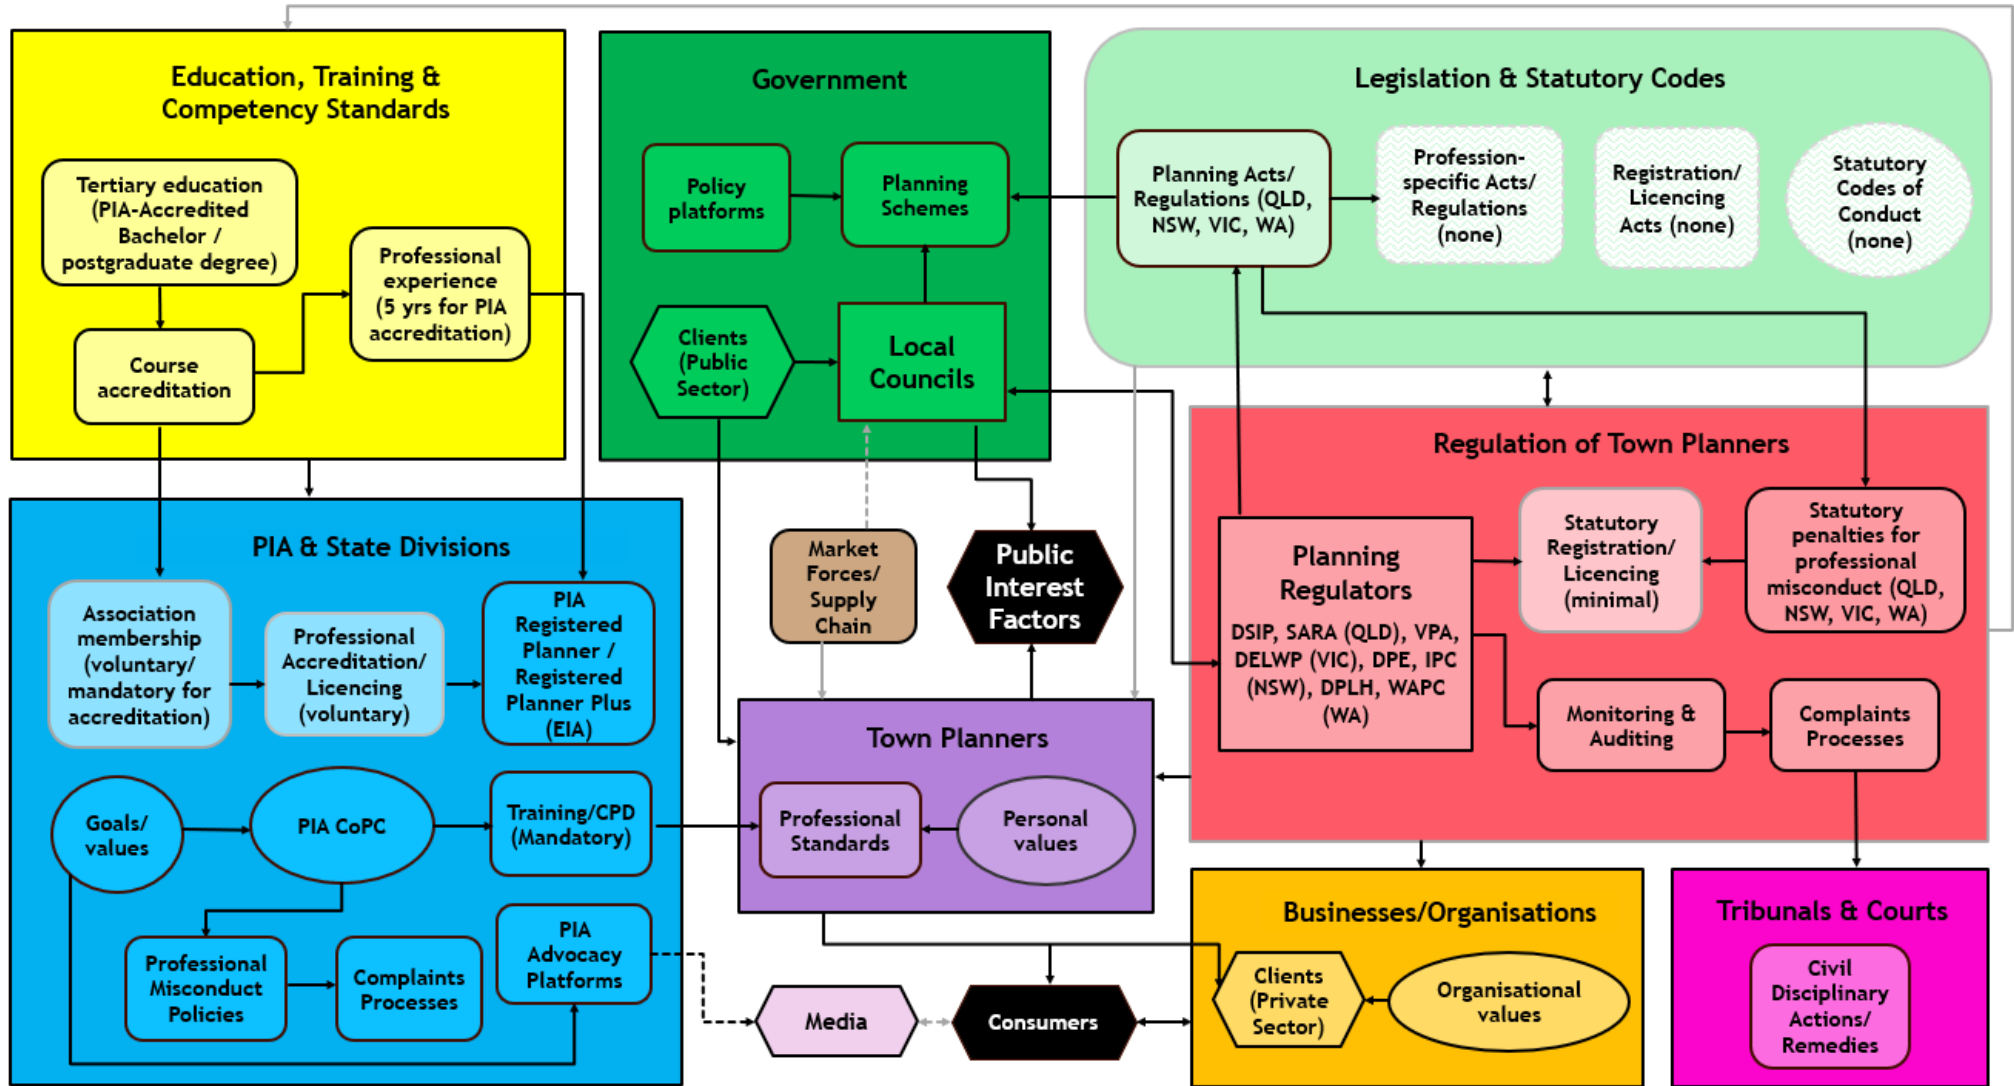 Education, Training &
Competency Standards
Tertiary education
(PIA-Accredited
Bachelor /
postgraduate degree)
Professional
experience
(5 yrs for PIA
accreditation)
Course
accreditation
Government
Policy
platforms
Planning
Schemes
Clients
(Public
Sector)
Local
Councils
Legislation & Statutory Codes
Planning Acts/
Regulations (QLD,
NSW, VIC, WA)
Profession-
specific Acts/
Regulations
(none)
Registration/
Licencing
Acts (none)
Statutory
Codes of
Conduct
(none)
Regulation of Town Planners
Planning
Regulators
DSIP, SARA (QLD), VPA,
DELWP (VIC), DPE, IPC
(NSW), DPLH, WAPC
(WA)
Statutory
Registration/
Licencing
(minimal)
Statutory
penalties for
professional
misconduct (QLD,
NSW, VIC, WA)
Monitoring &
Auditing
Complaints
Processes
PIA & State Divisions
Association
membership
(voluntary/
mandatory for
accreditation)
Professional
Accreditation/
Licencing
(voluntary)
PIA
Registered
Planner /
Registered
Planner Plus
(EIA)
Goals/
values
PIA CoPC
Training/CPD
(Mandatory)
Professional
Misconduct
Policies
Complaints
Processes
PIA
Advocacy
Platforms
Market
Forces/
Supply
Chain
Public
Interest
Factors
Town Planners
Professional
Standards
Personal
values
Media
Consumers
Businesses/Organisations
Clients
(Private
Sector)
Organisational
values
Tribunals & Courts
Civil
Disciplinary
Actions/
Remedies